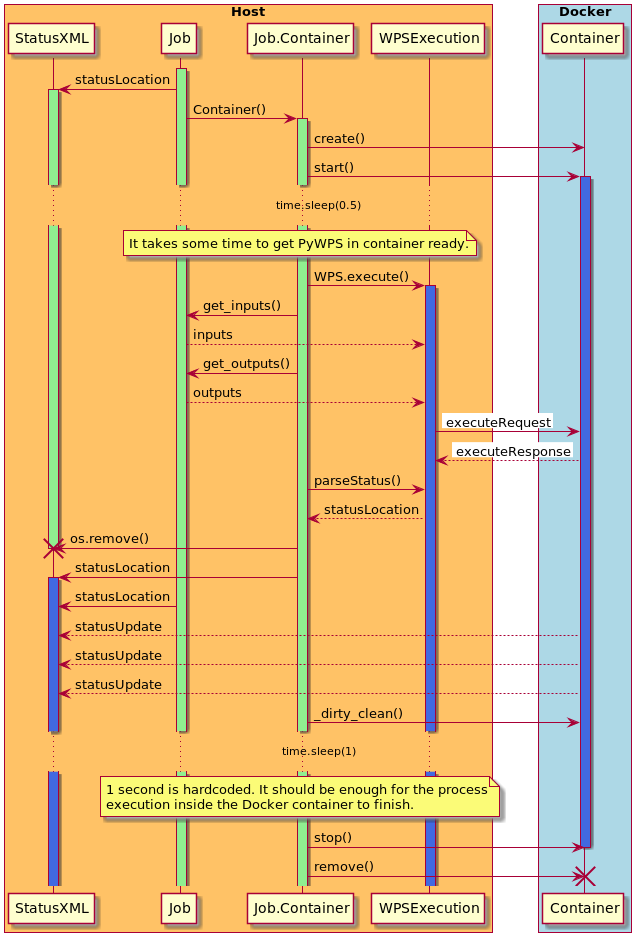 Host
Docker
StatusXML
Job
Job.Container
WPSExecution
Container
statusLocation
Container()
create()
start()
time.sleep(0.5)
It takes some time to get PyWPS in container ready.
WPS.execute()
get_inputs()
inputs
get_outputs()
outputs
executeRequest
executeResponse
parseStatus()
statusLocation
os.remove()
statusLocation
statusLocation
statusUpdate
statusUpdate
statusUpdate
_dirty_clean()
time.sleep(1)
1 second is hardcoded. It should be enough for the process
execution inside the Docker container to finish.
stop()
remove()
StatusXML
Job
Job.Container
WPSExecution
Container